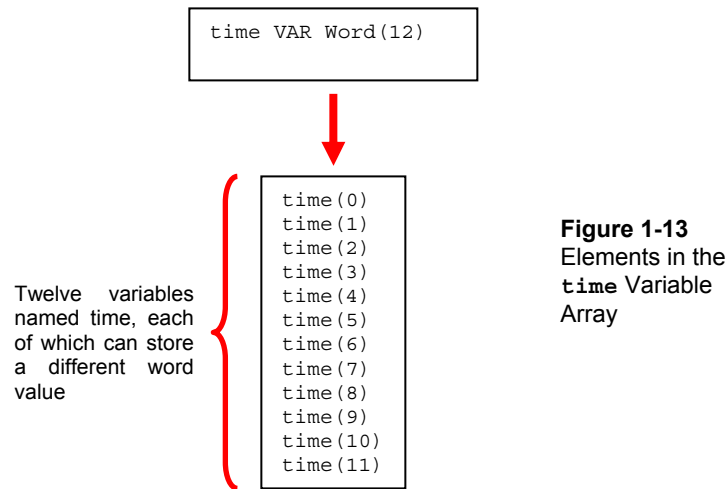 time VAR Word(12)
time(0)
time(1)
time(2)
time(3)
time(4)
time(5)
time(6)
time(7)
time(8)
time(9)
time(10)
time(11)
Twelve variables
named time, each
of which can store
a different word
value
Figure 1-13
Elements in the
time Variable
Array